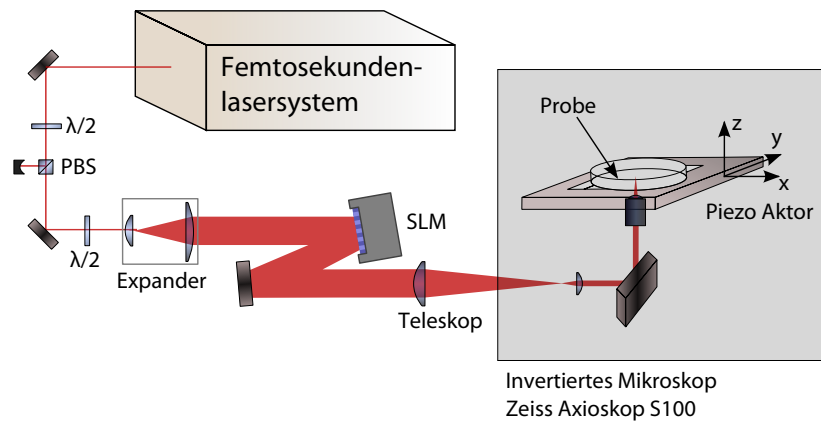 Femtosekunden-
lasersystem
λ/2
PBS
λ/2
Expander
SLM
Teleskop
Probe
z
y
x
Piezo Aktor
Invertiertes Mikroskop
Zeiss Axioskop S100